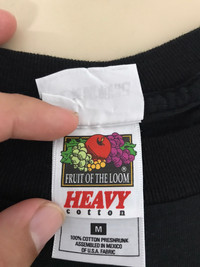 FRUIT OF THE LOOM
®
HEAVY
cotton
M
100% COTTON PRESHRUNK
ASSEMBLED IN MEXICO
OF U.S.A. FABRIC